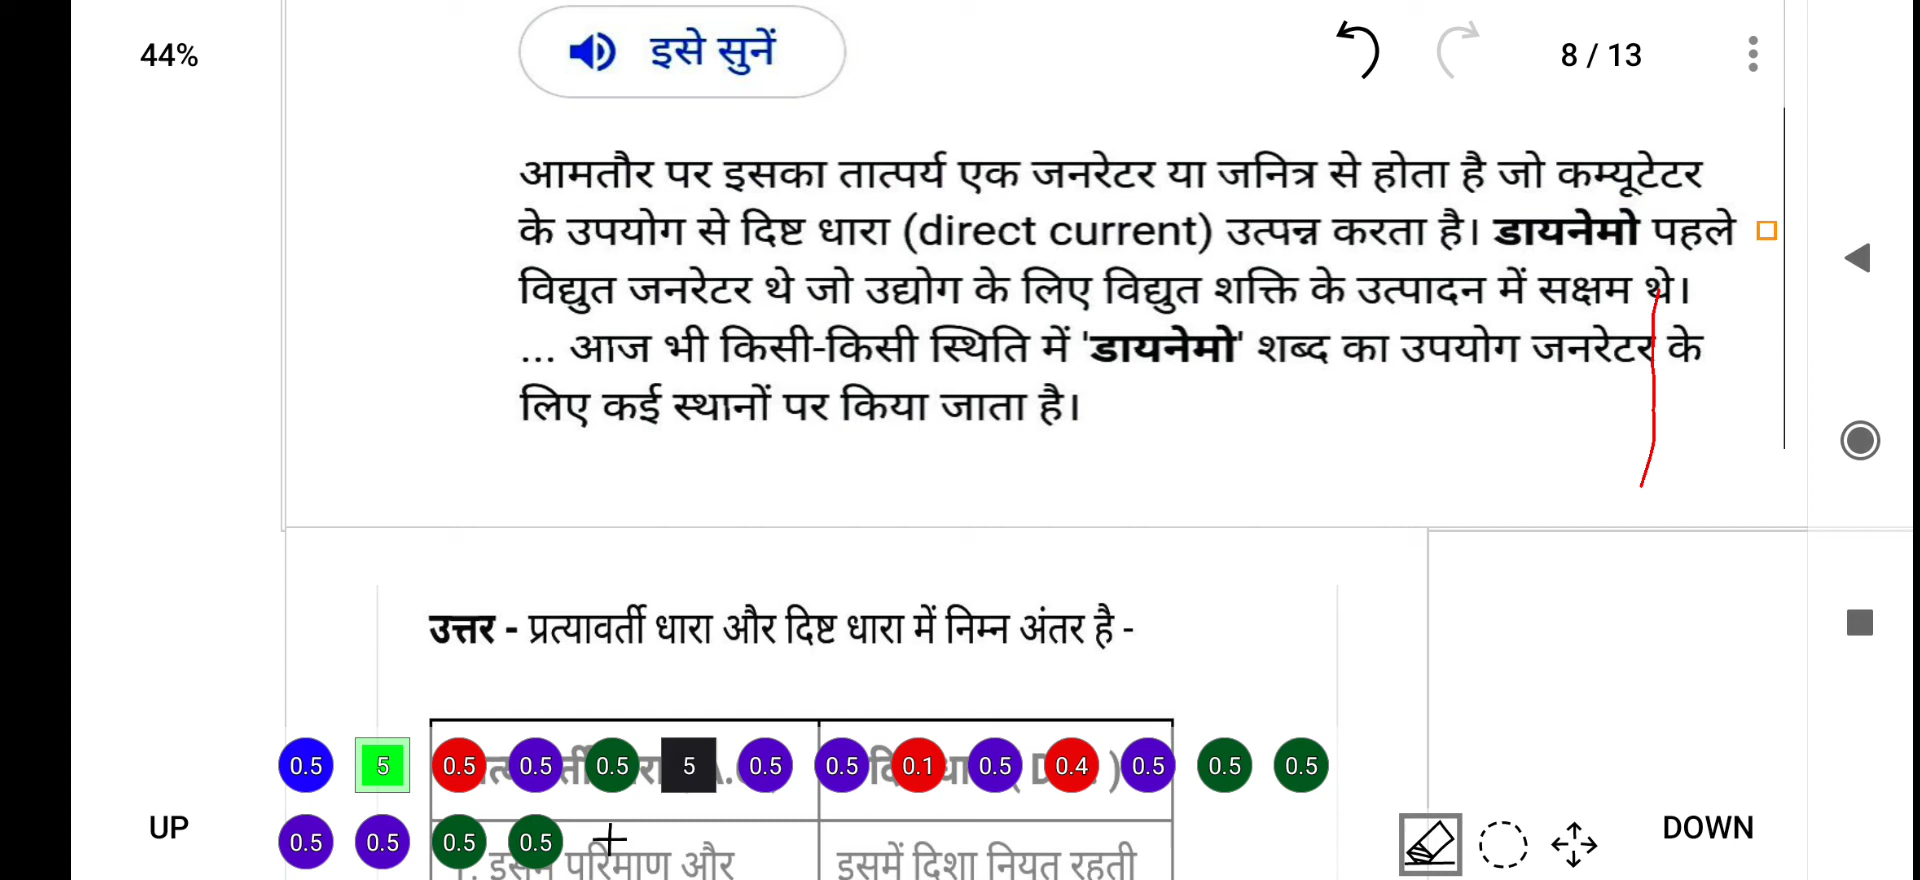 44%
इसे सुनें
8 / 13
आमतौर पर इसका तात्पर्य एक जनरेटर या जनित्र से होता है जो कम्यूटेटर
के उपयोग से दिष्ट धारा (direct current) उत्पन्न करता है। डायनेमो पहले
विद्युत जनरेटर थे जो उद्योग के लिए विद्युत शक्ति के उत्पादन में सक्षम थे।
... आज भी किसी-किसी स्थिति में 'डायनेमो' शब्द का उपयोग जनरेटर के
लिए कई स्थानों पर किया जाता है।
उत्तर - प्रत्यावर्ती धारा और दिष्ट धारा में निम्न अंतर है -
0.5 5 0.5 0.5 0.5 5 0.5 0.5 0.1 0.5 0.4 0.5 0.5 0.5
UP
0.5 0.5 0.5 0.5
DOWN
परिमाण और
इसमें दिशा नियत रहती